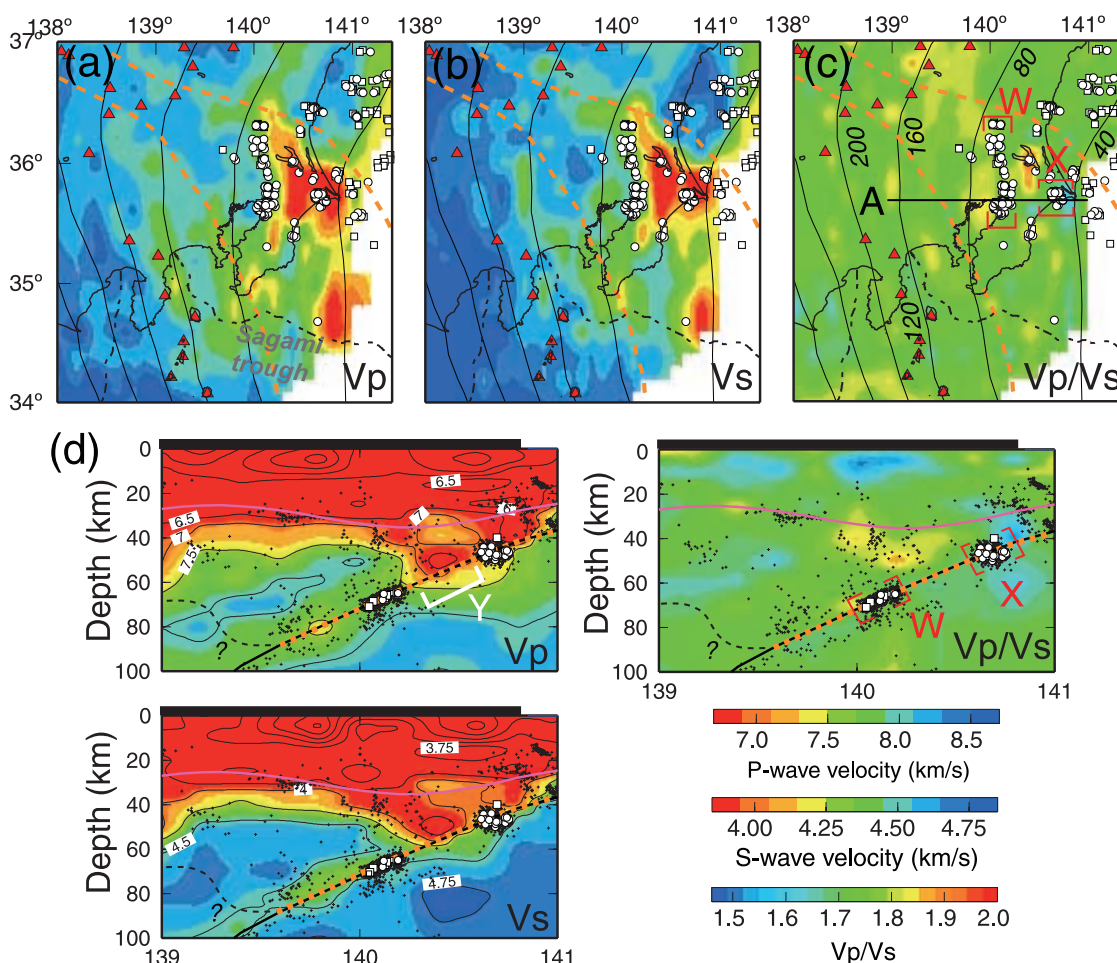 138° 139° 140° 141° 138° 139° 140° 141° 138° 139° 140° 141°
37°
36°
35°
34°
(a)
Sagami
trough
Vp
(b)
Vs
(c)
80
W
200
160
40
X
A
120
Vp/Vs
(d)
0
20
40
60
80
100
Depth (km)
6.5
6
7
6.5
7
7.5
Y
?
Vp
0
20
40
60
80
100
Depth (km)
X
W
?
Vp/Vs
139 140 141
0
20
40
60
80
100
Depth (km)
3.75
4
4.5
4.75
?
Vs
139 140 141
7.0 7.5 8.0 8.5
P-wave velocity (km/s)
4.00 4.25 4.50 4.75
S-wave velocity (km/s)
1.5 1.6 1.7 1.8 1.9 2.0
Vp/Vs